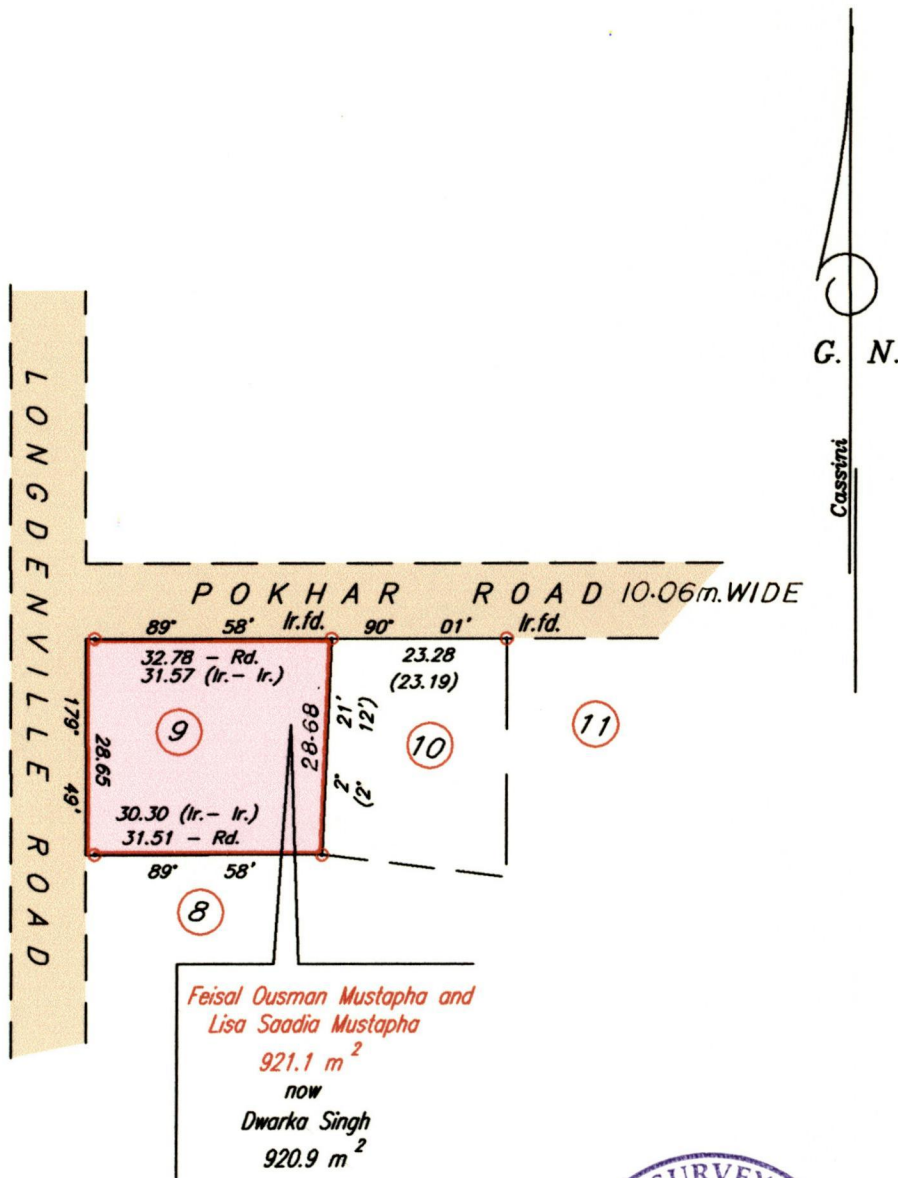 G. N.
Cassini
LONGDENVILLE ROAD
POKHAR ROAD 10.06m. WIDE
89° 58' Ir.fd. 90° 01' Ir.fd.
32.78 - Rd.
31.57 (Ir.- Ir.)
23.28
(23.19)
179° 49'
28.65
9
28.68
2° 21'
(2° 12')
10
11
30.30 (Ir.- Ir.)
31.51 - Rd.
89° 58'
8
Feisal Ousman Mustapha and
Lisa Saadia Mustapha
921.1 m²
now
Dwarka Singh
920.9 m²
SURVEY